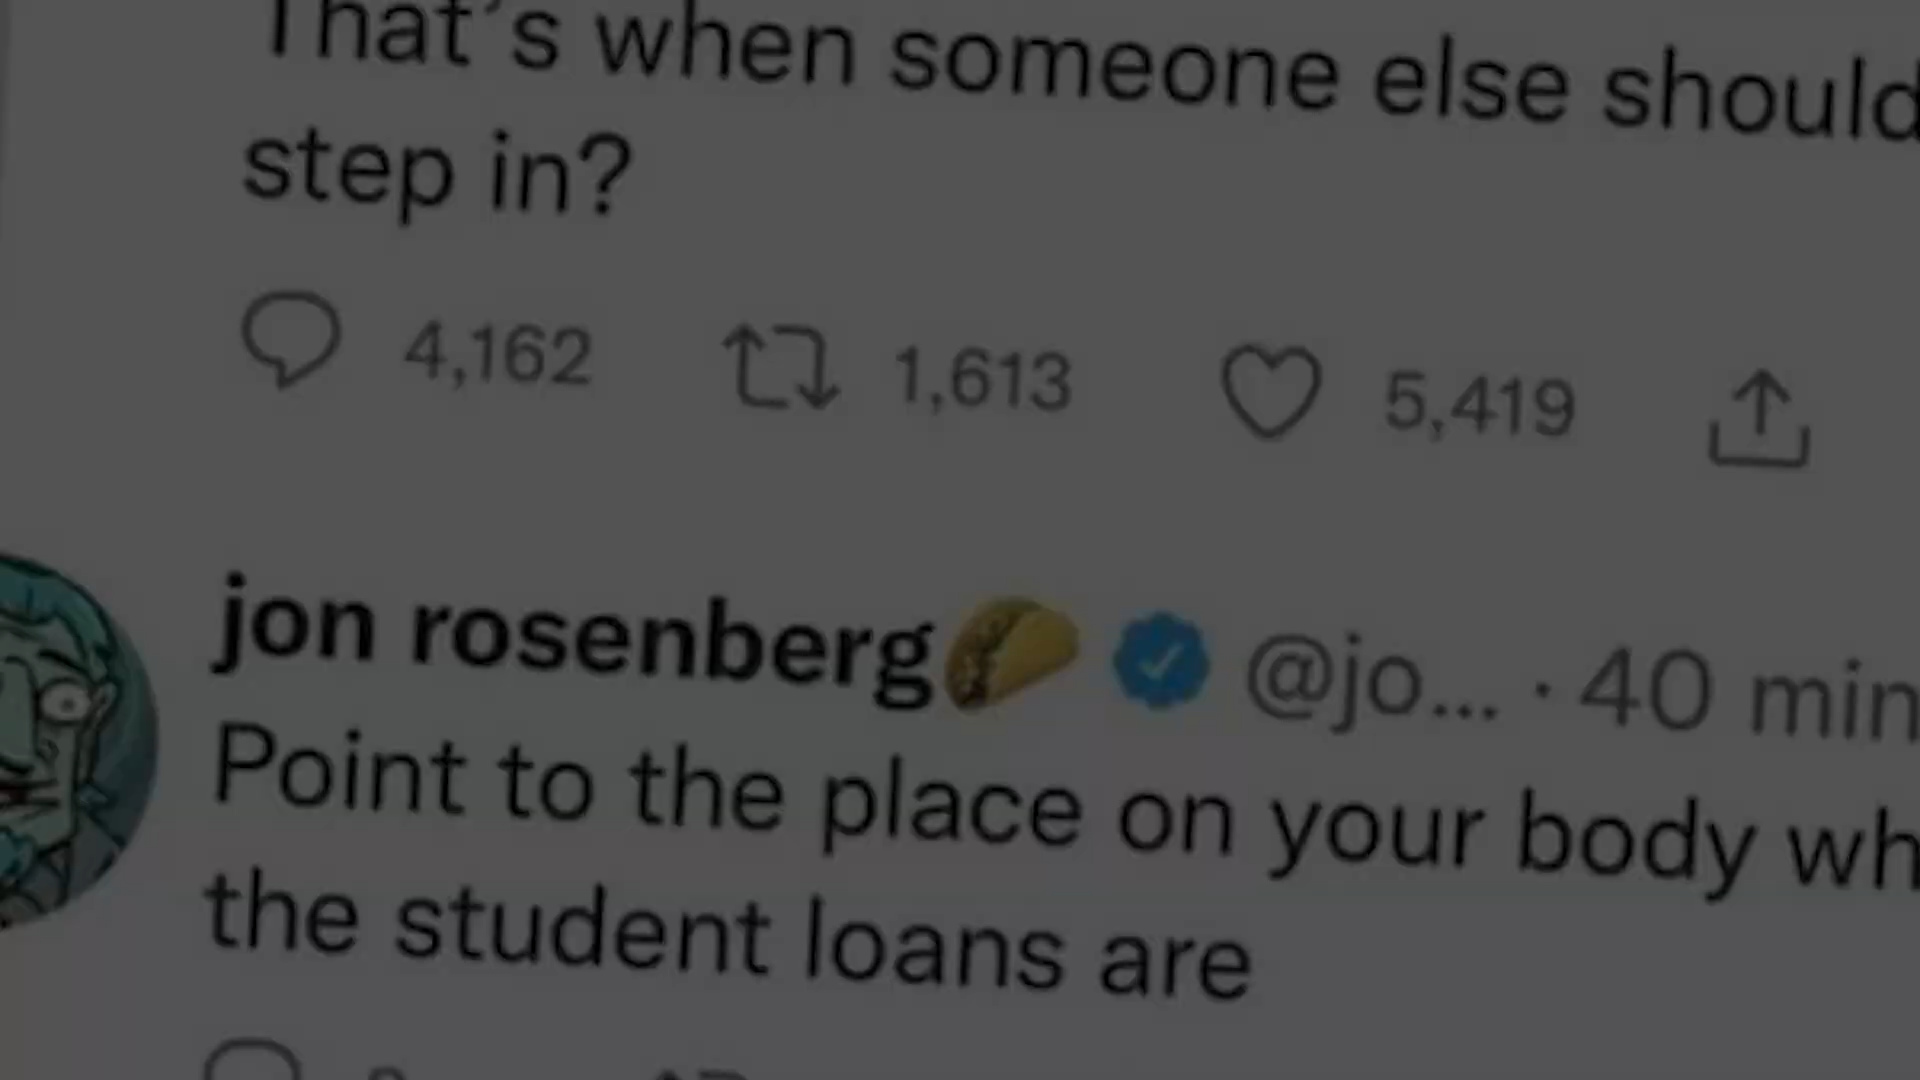 That's when someone else should
step in?
4,162 1,613 5,419
jon rosenberg🌮 @jo... · 40 min
Point to the place on your body wh
the student loans are